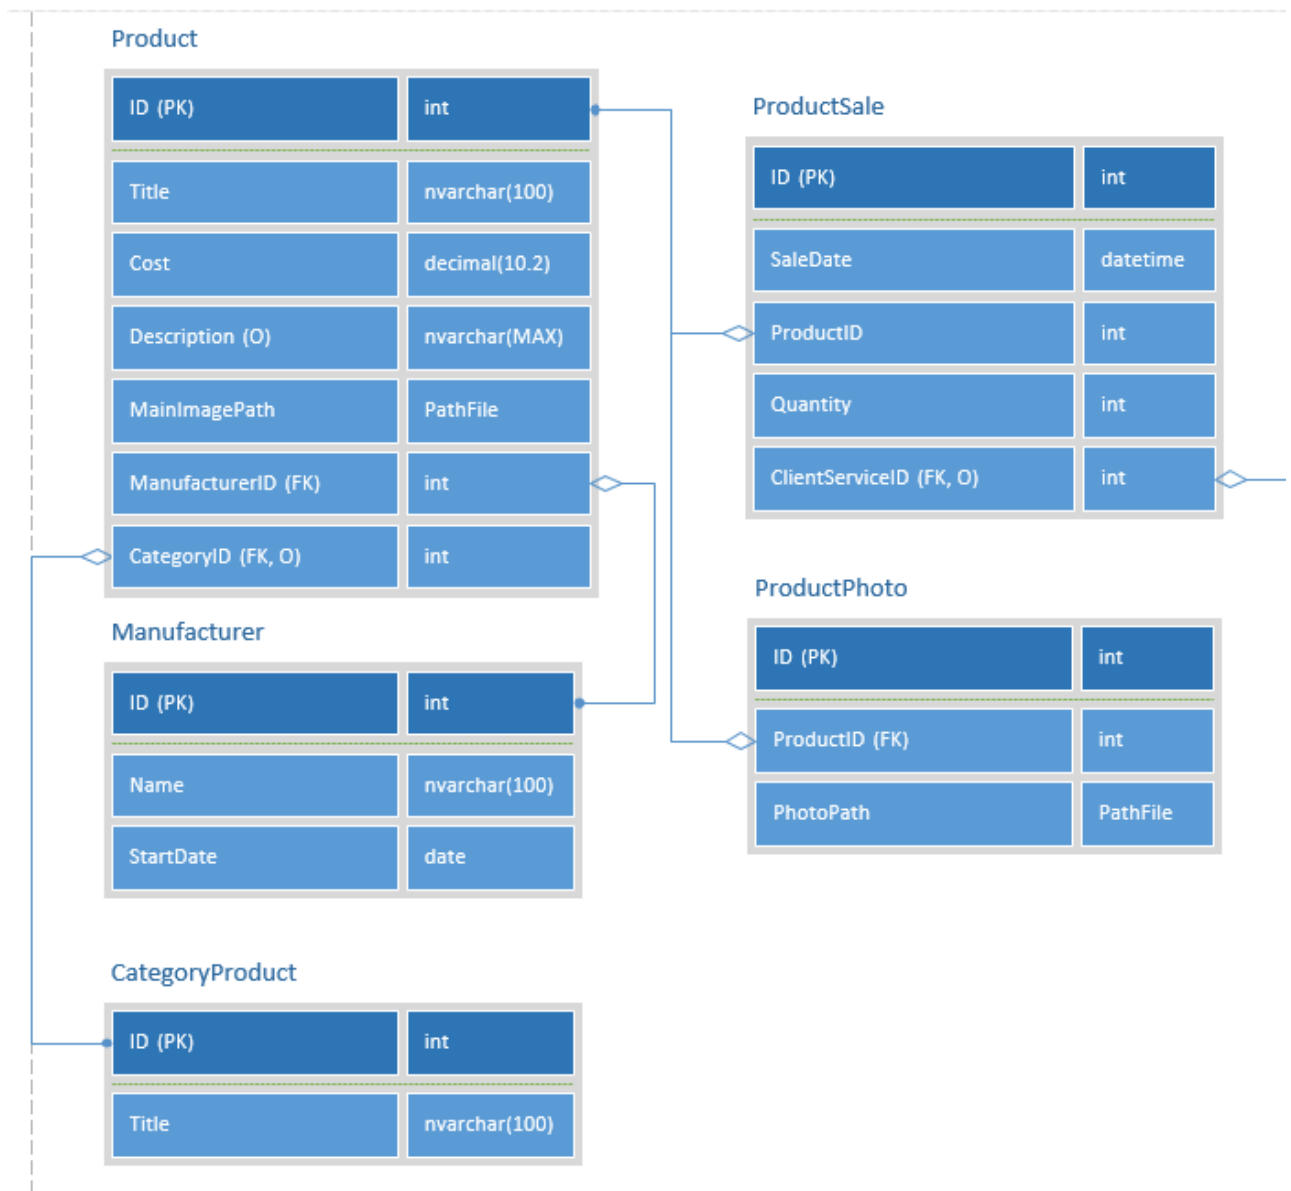 Product
ID (PK) int
Title nvarchar(100)
Cost decimal(10.2)
Description (O) nvarchar(MAX)
MainImagePath PathFile
ManufacturerID (FK) int
CategoryID (FK, O) int
Manufacturer
ID (PK) int
Name nvarchar(100)
StartDate date
CategoryProduct
ID (PK) int
Title nvarchar(100)
ProductSale
ID (PK) int
SaleDate datetime
ProductID int
Quantity int
ClientServiceID (FK, O) int
ProductPhoto
ID (PK) int
ProductID (FK) int
PhotoPath PathFile